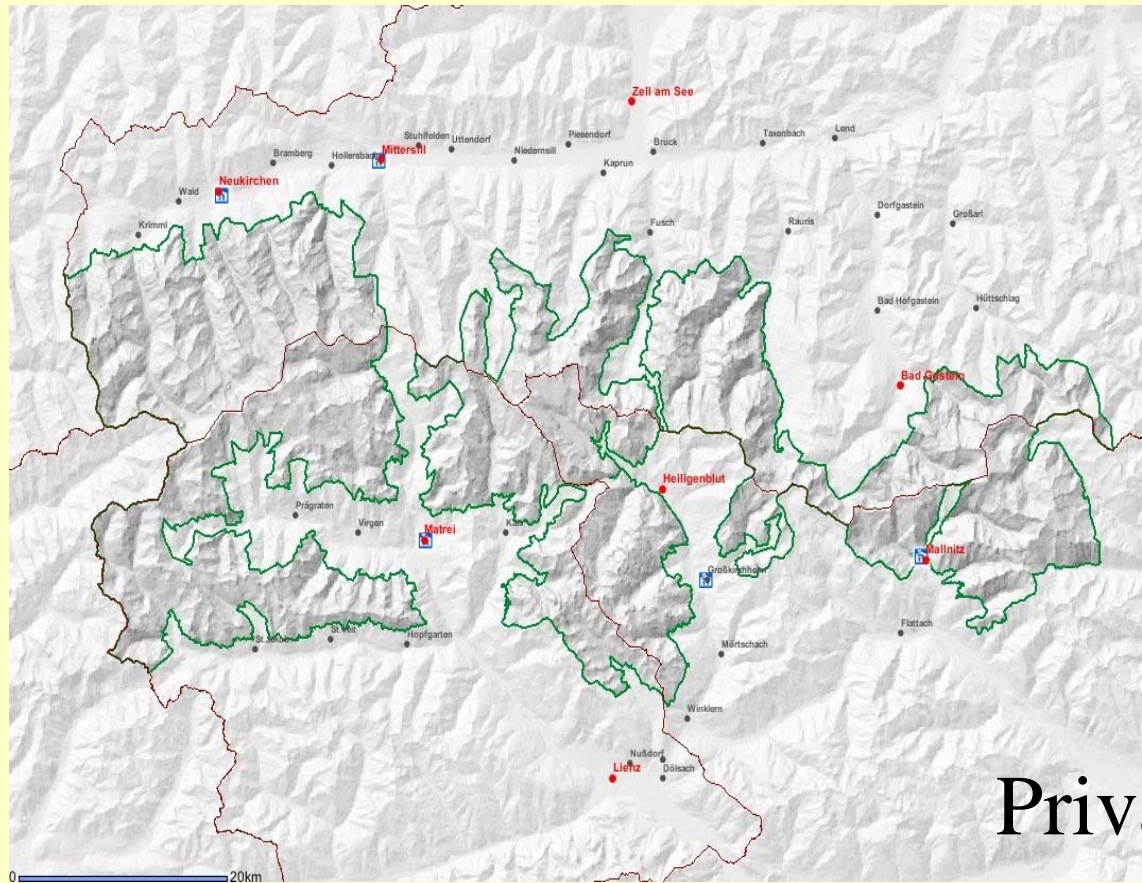 Zell am See
Taxenbach
Lend
Stuhlfelden
Uttendorf
Piesendorf
Bruck
Bramberg
Hollersbach
Mittersill
Niedernsill
Kaprun
Neukirchen
Wald
Krimml
Fusch
Rauris
Dorfgastein
Großarl
Bad Hofgastein
Hüttschlag
Bad Gastein
Heiligenblut
Prägraten
Virgen
Matrei
Mallnitz
Großkirchheim
St.Veit
Hopfgarten
Flattach
Mörtschach
Winklern
Nußdorf
Lienz
Dölsach
Priv
0 20km